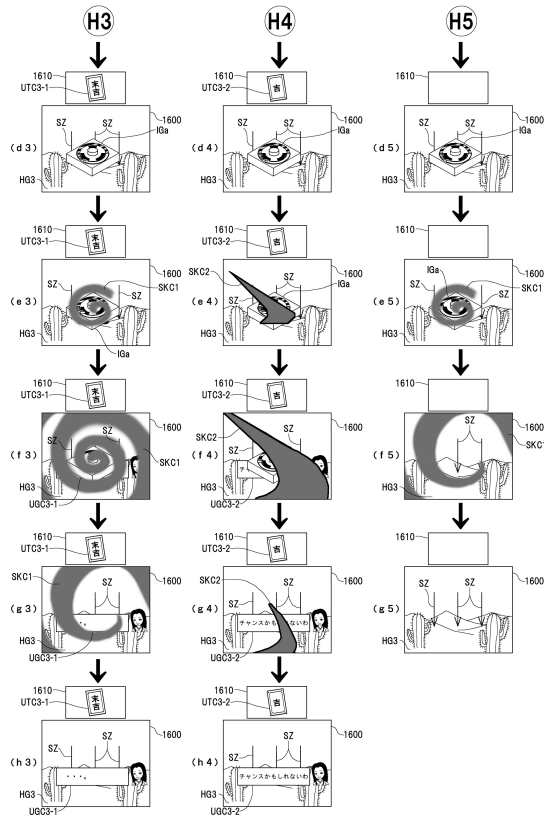 H3
H4
H5
1610
UTC3-1
末吉
1610
UTC3-2
吉
1610
(d3)
SZ
SZ
1600
IGa
HG3
(d4)
SZ
SZ
1600
IGa
HG3
(d5)
SZ
SZ
1600
IGa
HG3
1610
UTC3-1
末吉
1610
UTC3-2
吉
1610
(e3)
SZ
1600
SKC1
SZ
HG3
IGa
(e4)
SKC2
SZ
SZ
1600
IGa
HG3
(e5)
IGa
SZ
1600
SKC1
SZ
HG3
1610
UTC3-1
末吉
1610
UTC3-2
吉
1610
(f3)
SZ
SZ
1600
SKC1
HG3
UGC3-1
(f4)
SKC2
SZ
1600
HG3
UGC3-2
(f5)
SZ
1600
SKC1
HG3
1610
UTC3-1
末吉
1610
UTC3-2
吉
1610
(g3)
SKC1
SZ
1600
HG3
UGC3-1
(g4)
SKC2
SZ
SZ
1600
チャンスかもしれないわ
HG3
UGC3-2
(g5)
SZ
SZ
1600
HG3
1610
UTC3-1
末吉
1610
UTC3-2
吉
(h3)
SZ
SZ
1600
・・・。
HG3
UGC3-1
(h4)
SZ
SZ
1600
チャンスかもしれないわ
HG3
UGC3-2